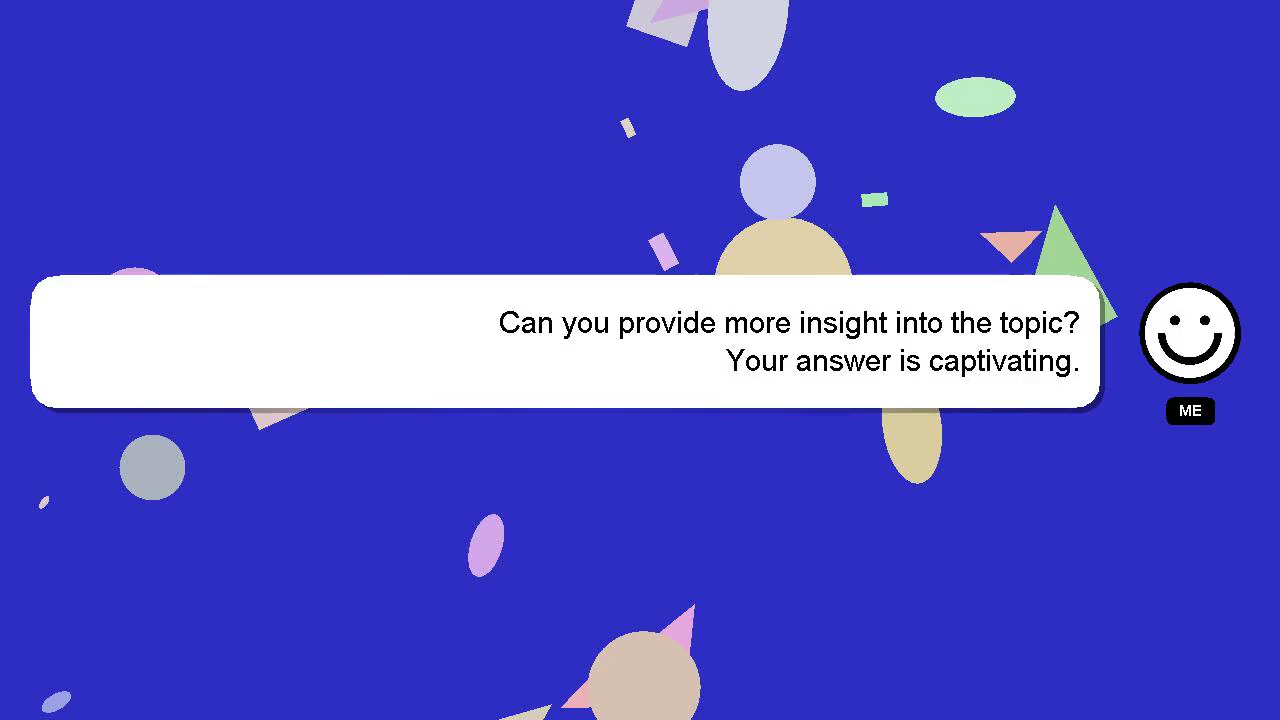 Can you provide more insight into the topic?
Your answer is captivating.
ME